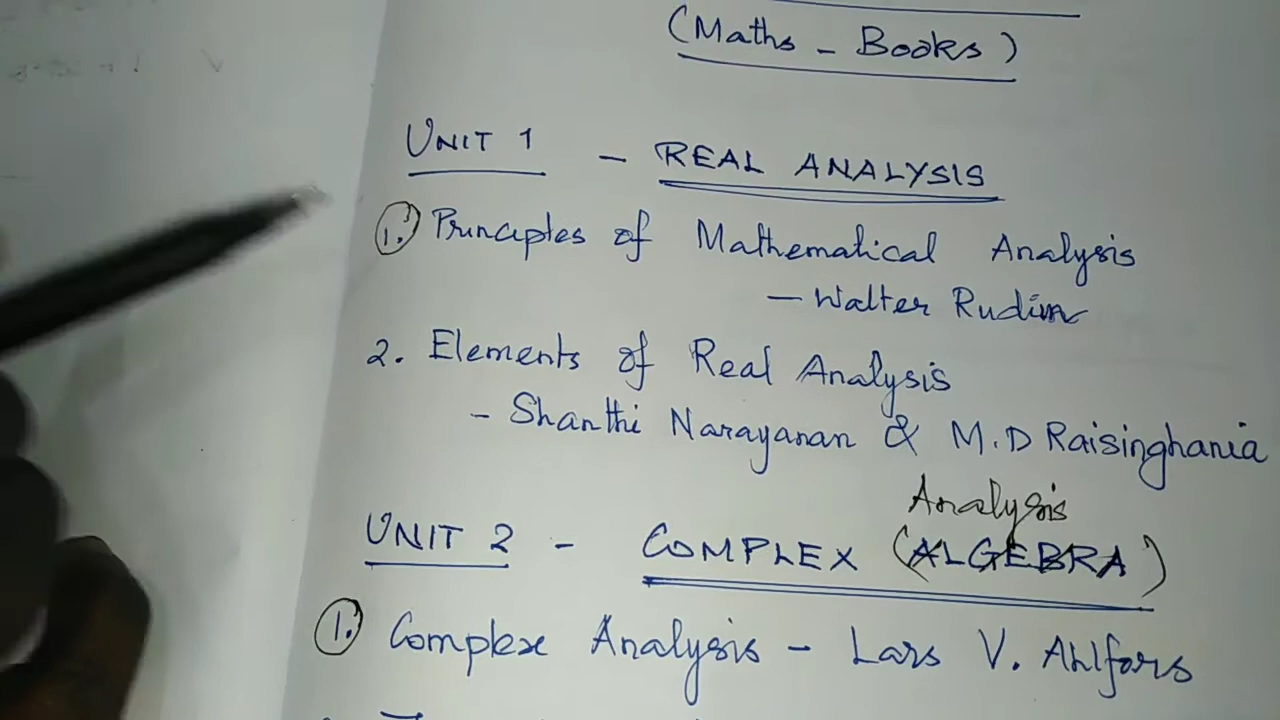 (Maths - Books)
UNIT 1 - REAL ANALYSIS
1. Principles of Mathematical Analysis
- Walter Rudin
2. Elements of Real Analysis
- Shanthi Narayanan & M.D Raisinghania
Analysis
UNIT 2 - COMPLEX (ALGEBRA)
1. Complex Analysis - Lars V. Ahlfors